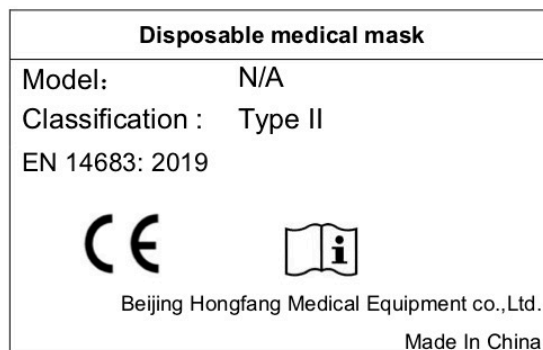 Disposable medical mask
Model： N/A
Classification : Type II
EN 14683: 2019
CE
i
Beijing Hongfang Medical Equipment co.,Ltd.
Made In China